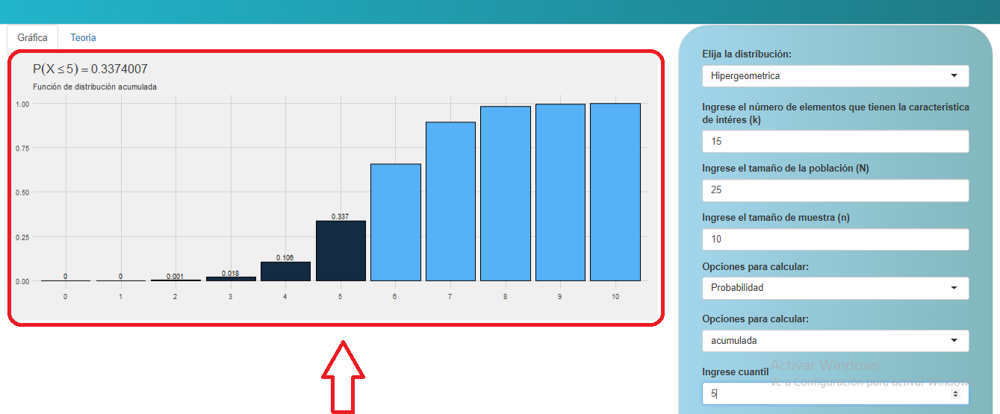 Gráfica Teoria
P(X ≤ 5) = 0.3374007
Función de distribución acumulada
1.00
0.75
0.50
0.25
0.00
0 0 0.001 0.018 0.106 0.337
0 1 2 3 4 5 6 7 8 9 10
Elija la distribución:
Hipergeometrica
Ingrese el número de elementos que tienen la caracteristica
de intéres (k)
15
Ingrese el tamaño de la población (N)
25
Ingrese el tamaño de muestra (n)
10
Opciones para calcular:
Probabilidad
Opciones para calcular:
acumulada
Activar Windows
Ingrese cuantil
Ve a Configuración para activar Window
5